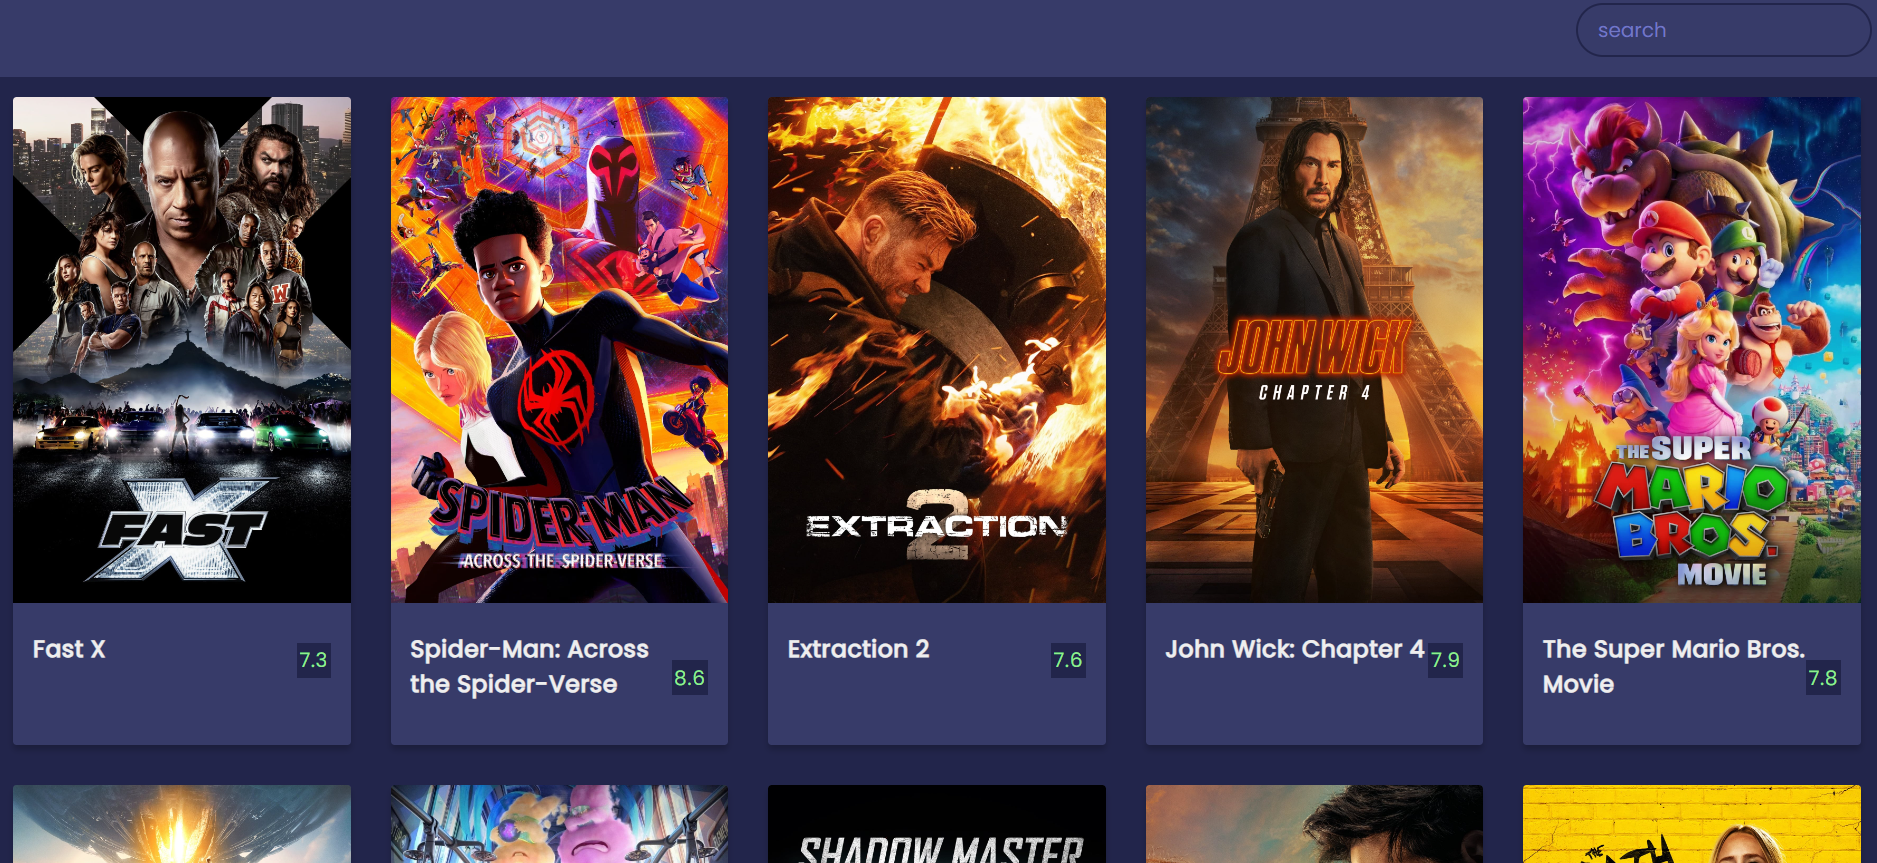 search
FAST
X
SPIDER-MAN
ACROSS THE SPIDER-VERSE
2
EXTRACTION
JOHN WICK
CHAPTER 4
THE SUPER
MARIO
BROS.
MOVIE
Fast X
7.3
Spider-Man: Across
the Spider-Verse
8.6
Extraction 2
7.6
John Wick: Chapter 4
7.9
The Super Mario Bros.
Movie
7.8
SHADOW MASTER
THE